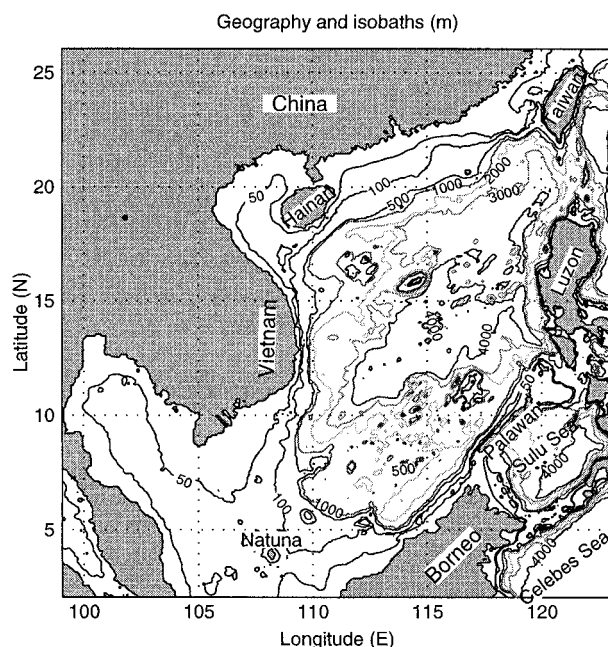 Geography and isobaths (m)
25
20
15
10
5
Latitude (N)
100
105
110
115
120
Longitude (E)
China
Taiwan
Hainan
Luzon
Vietnam
Palawan
Sulu Sea
Natuna
Borneo
Celebes Sea
50
100
500
1000
2000
3000
4000
50
500
4000
50
100
1000
4000
4000